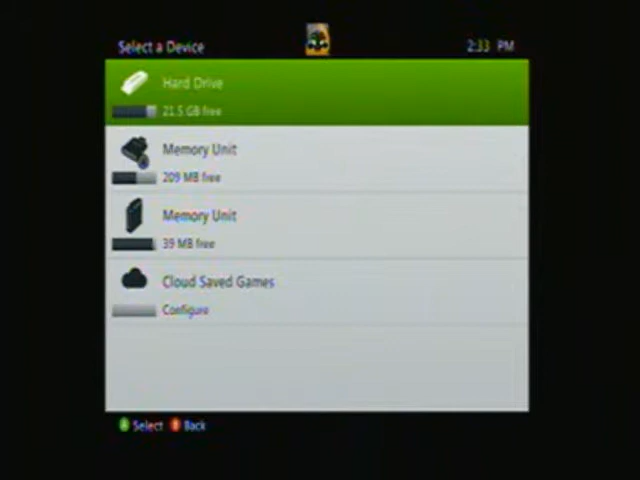 Select a Device
2:33 PM
Hard Drive
21.5 GB free
Memory Unit
209 MB free
Memory Unit
39 MB free
Cloud Saved Games
Configure
A Select B Back